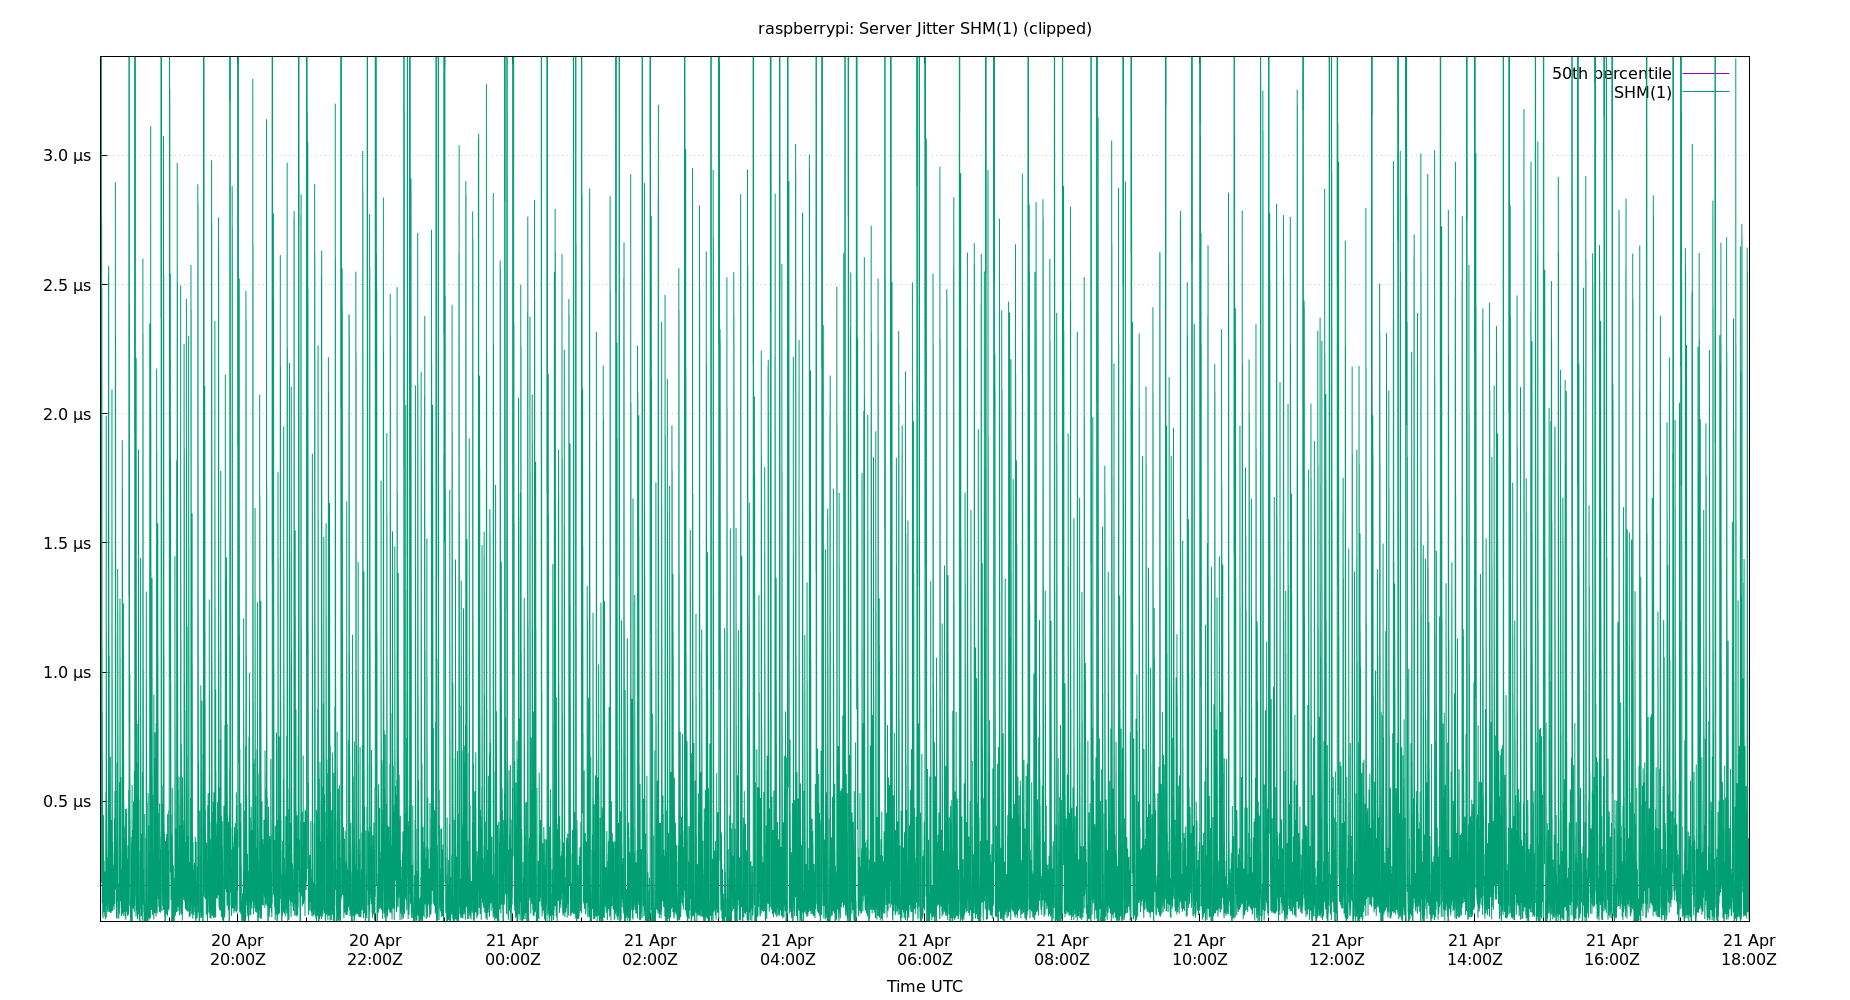 raspberrypi: Server Jitter SHM(1) (clipped)
50th percentile
SHM(1)
3.0 μs
2.5 μs
2.0 μs
1.5 μs
1.0 μs
0.5 μs
20 Apr 20 Apr 21 Apr 21 Apr 21 Apr 21 Apr 21 Apr 21 Apr 21 Apr 21 Apr 21 Apr 21 Apr
20:00Z 22:00Z 00:00Z 02:00Z 04:00Z 06:00Z 08:00Z 10:00Z 12:00Z 14:00Z 16:00Z 18:00Z
Time UTC